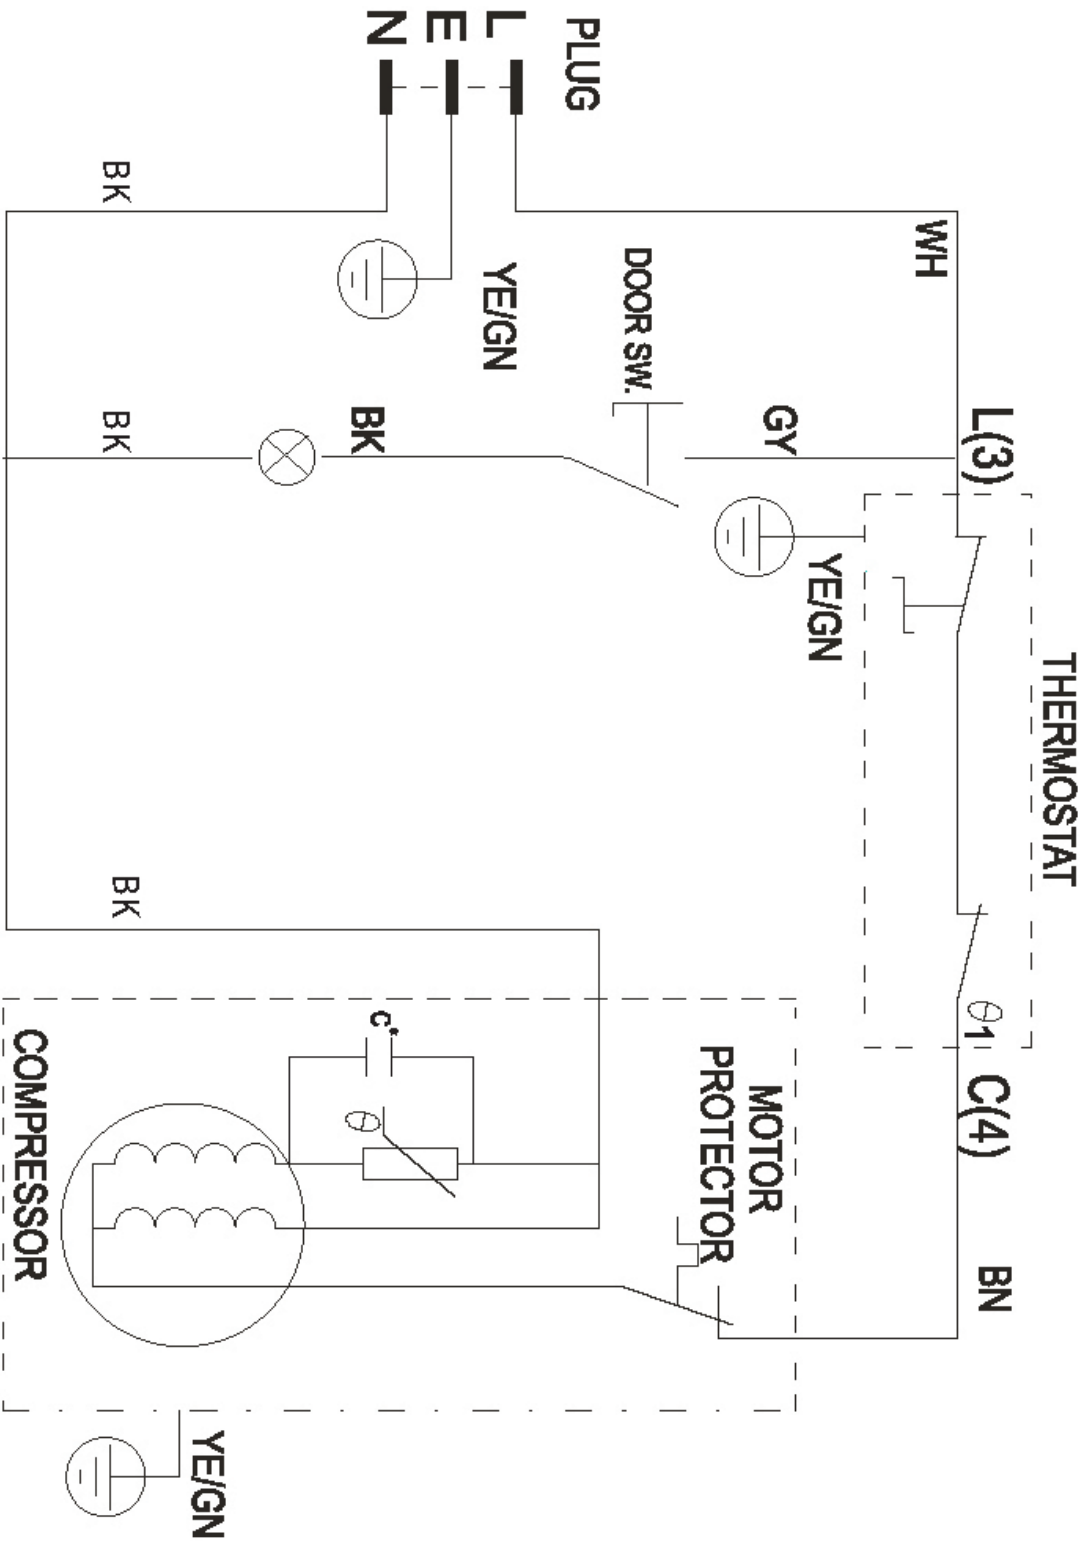 THERMOSTAT
L(3)
θ1
C(4)
WH
BN
GY
YE/GN
MOTOR
PROTECTOR
DOOR SW.
PLUG
L
E
N
YE/GN
BK
θ
C*
BK
BK
BK
COMPRESSOR
YE/GN